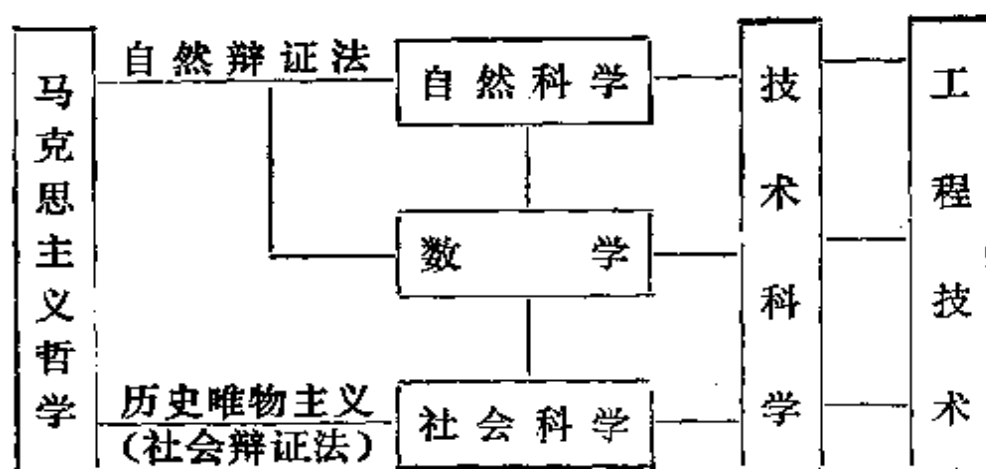 马克思主义哲学
自然辩证法
历史唯物主义
(社会辩证法)
自然科学
数学
社会科学
技术科学
工程技术